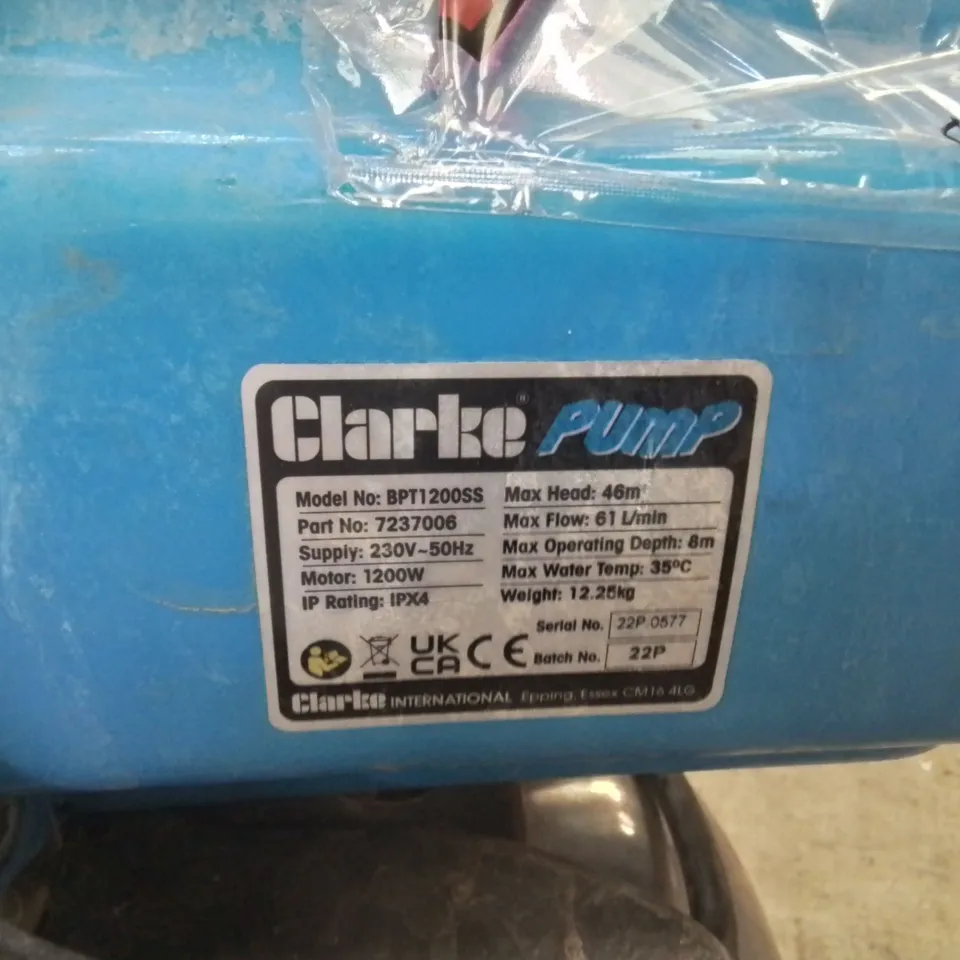 Clarke® PUMP
Model No: BPT1200SS
Part No: 7237006
Supply: 230V~50Hz
Motor: 1200W
IP Rating: IPX4
Max Head: 46m
Max Flow: 61 L/min
Max Operating Depth: 8m
Max Water Temp: 35ºC
Weight: 12.25kg
Serial No. 22P 0577
Batch No. 22P
UK
CA CE
Clarke INTERNATIONAL Epping, Essex CM16 4LG